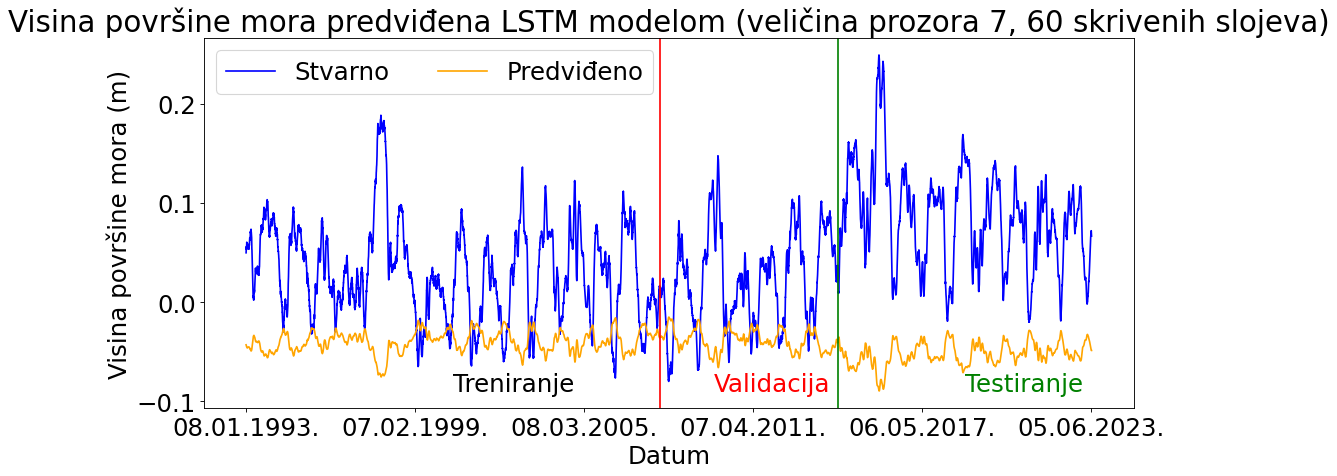 Visina površine mora predviđena LSTM modelom (veličina prozora 7, 60 skrivenih slojeva)
Stvarno Predviđeno
Visina površine mora (m)
0.2
0.1
0.0
−0.1
Treniranje Validacija Testiranje
08.01.1993. 07.02.1999. 08.03.2005. 07.04.2011. 06.05.2017. 05.06.2023.
Datum